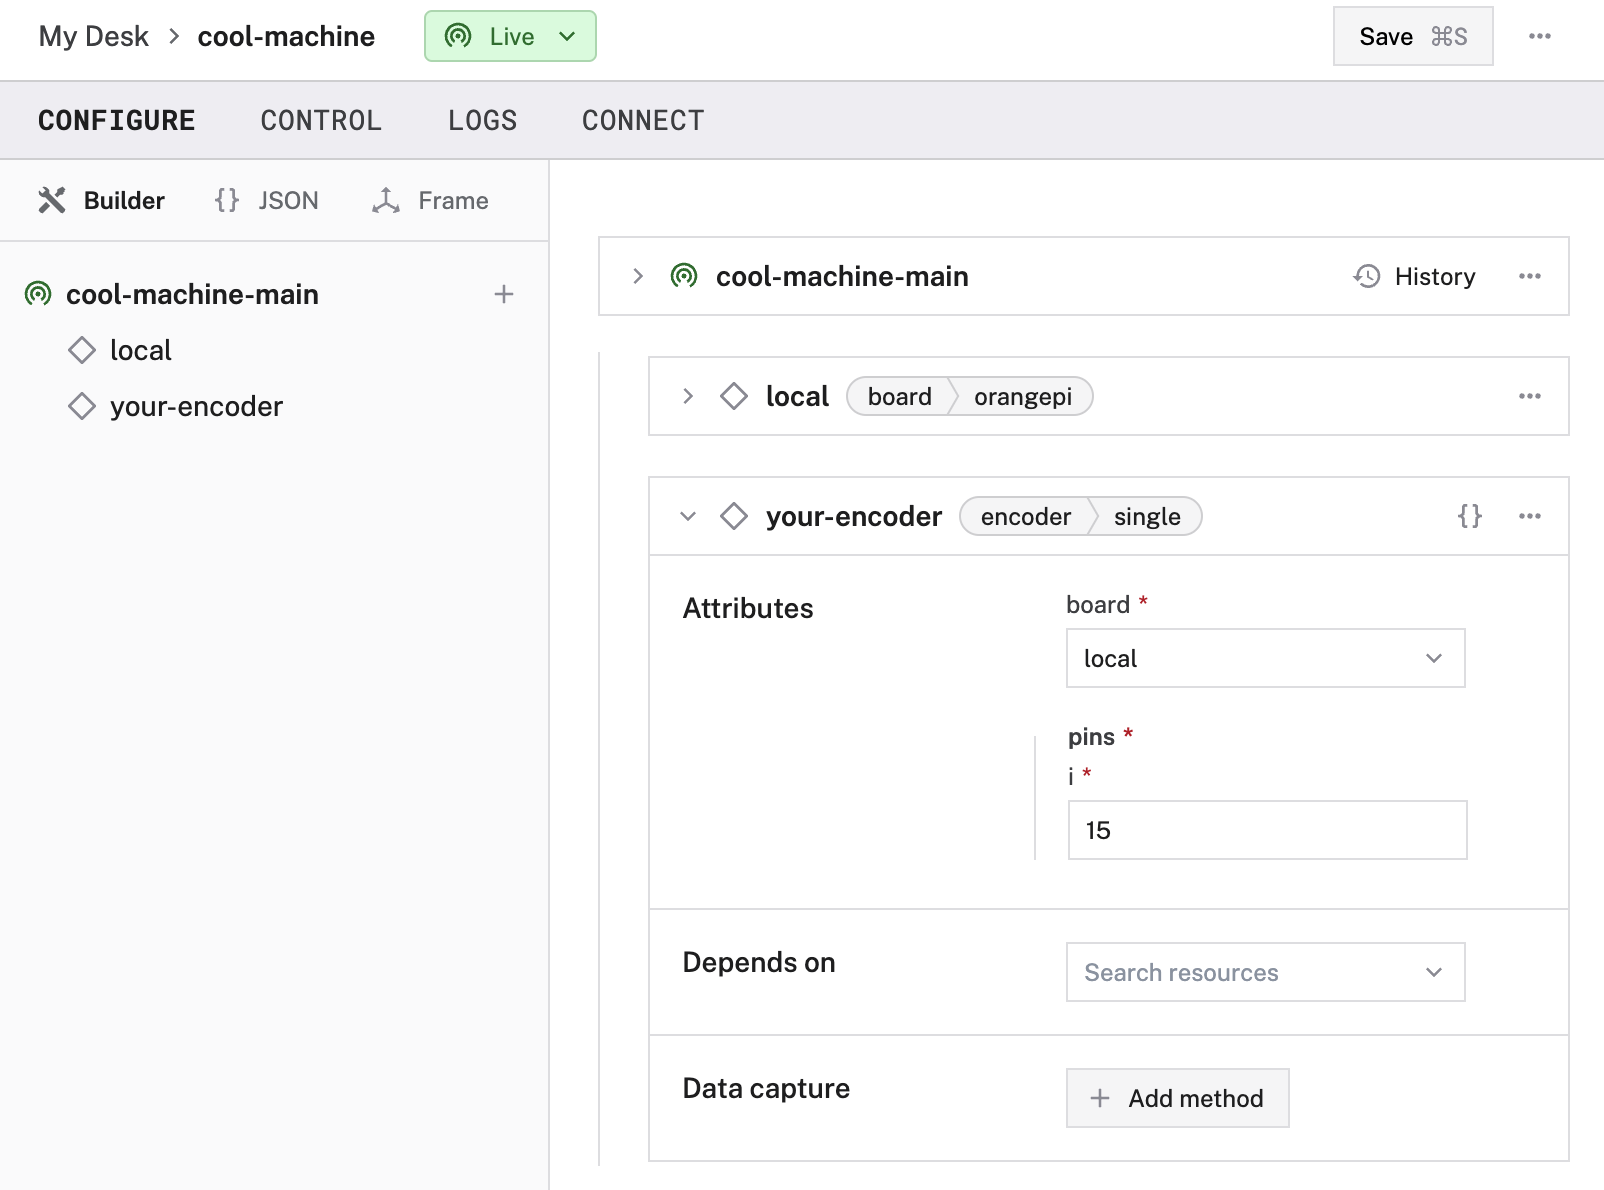 My Desk > cool-machine Live Save ⌘S ···
CONFIGURE CONTROL LOGS CONNECT
Builder {} JSON Frame
cool-machine-main +
local
your-encoder
cool-machine-main History ···
local board orangepi ···
your-encoder encoder single {} ···
Attributes
board *
local
pins *
i *
15
Depends on
Search resources
Data capture
+ Add method